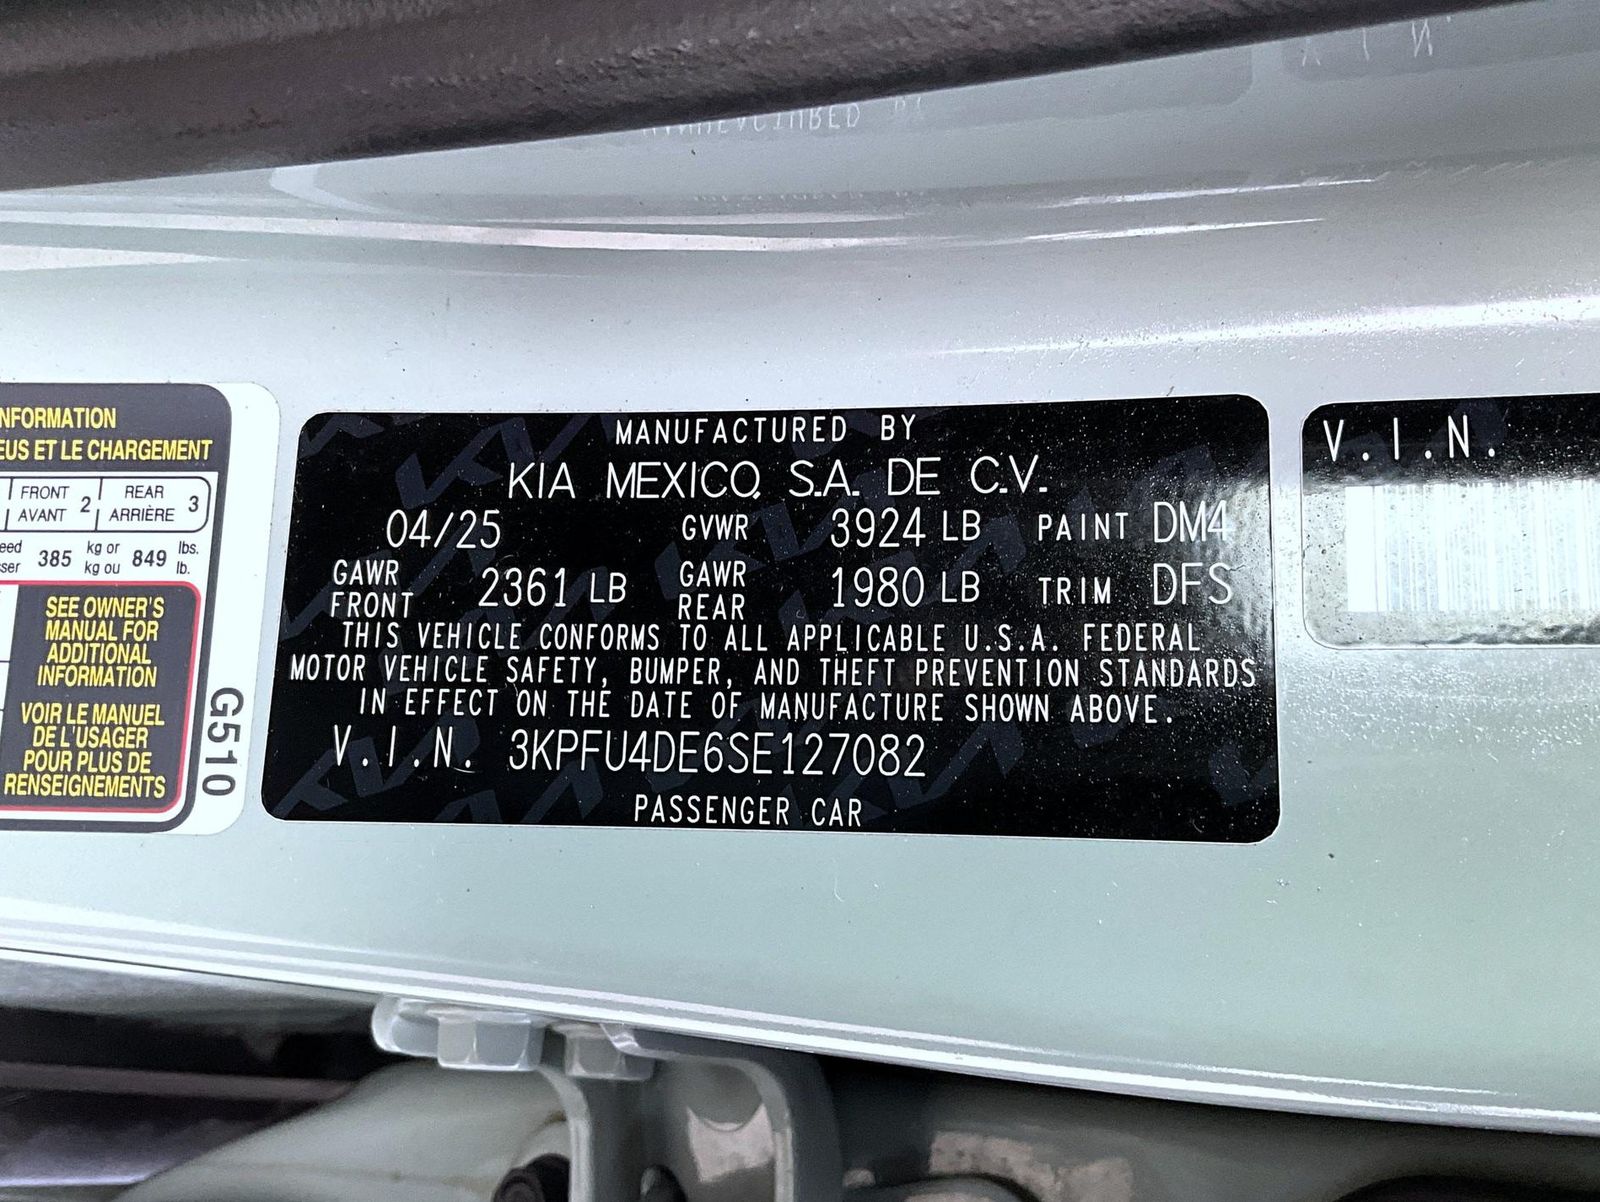 NFORMATION
EUS ET LE CHARGEMENT
FRONT AVANT 2 REAR ARRIÈRE 3
385 kg or kg ou 849 lbs. lb.
SEE OWNER'S
MANUAL FOR
ADDITIONAL
INFORMATION
VOIR LE MANUEL
DE L'USAGER
POUR PLUS DE
RENSEIGNEMENTS
G510
MANUFACTURED BY
KIA MEXICO, S.A. DE C.V.
04/25 GVWR 3924 LB PAINT DM4
GAWR FRONT 2361 LB GAWR REAR 1980 LB TRIM DFS
THIS VEHICLE CONFORMS TO ALL APPLICABLE U.S.A. FEDERAL
MOTOR VEHICLE SAFETY, BUMPER, AND THEFT PREVENTION STANDARDS
IN EFFECT ON THE DATE OF MANUFACTURE SHOWN ABOVE.
V.I.N. 3KPFU4DE6SE127082
PASSENGER CAR
V.I.N.